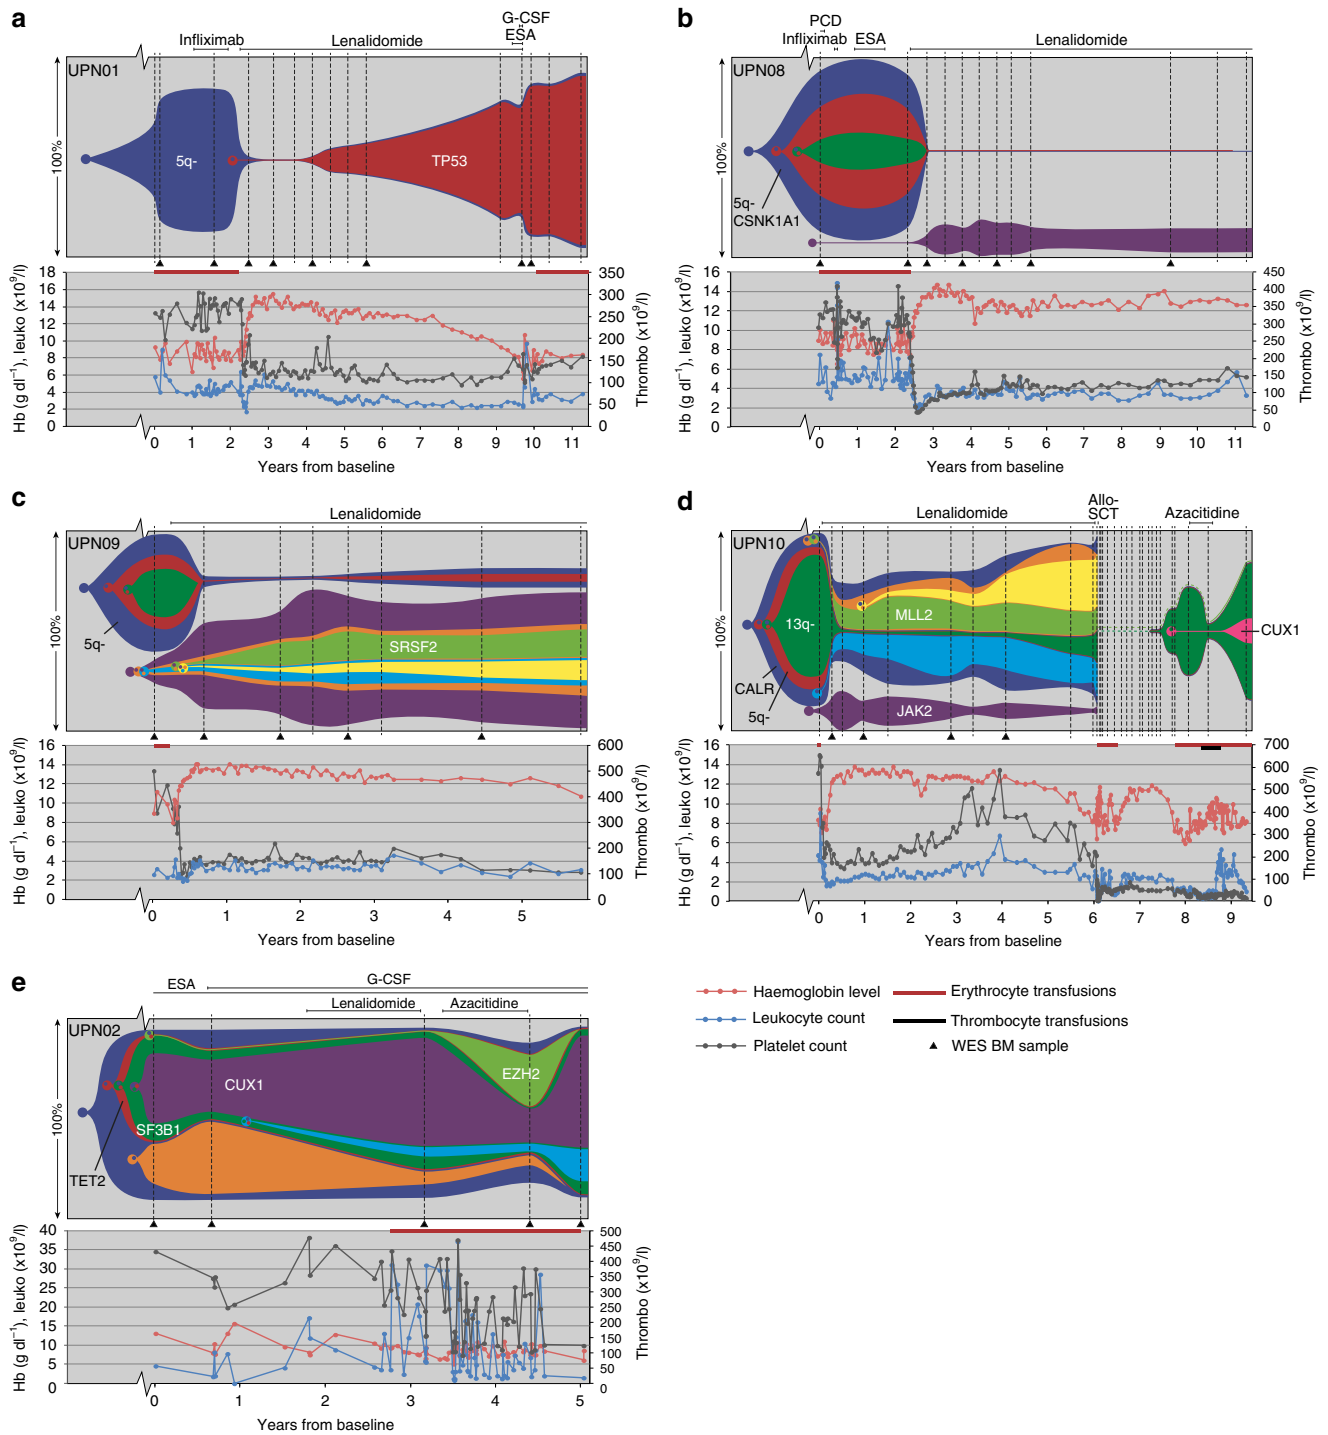 a
G-CSF
ESA
Infliximab
Lenalidomide
UPN01
100%
5q-
TP53
Hb (g dl⁻¹), leuko (x10⁹/l)
18
16
14
12
10
8
6
4
2
0
350
300
250
200
150
100
50
0
Thrombo (x10⁹/l)
0 1 2 3 4 5 6 7 8 9 10 11
Years from baseline
b
PCD
Infliximab
ESA
Lenalidomide
UPN08
100%
5q-
CSNK1A1
Hb (g dl⁻¹), leuko (x10⁹/l)
16
14
12
10
8
6
4
2
0
450
400
350
300
250
200
150
100
50
0
Thrombo (x10⁹/l)
0 1 2 3 4 5 6 7 8 9 10 11
Years from baseline
c
Lenalidomide
UPN09
100%
5q-
SRSF2
Hb (g dl⁻¹), leuko (x10⁹/l)
16
14
12
10
8
6
4
2
0
600
500
400
300
200
100
0
Thrombo (x10⁹/l)
0 1 2 3 4 5
Years from baseline
d
Lenalidomide
Allo-
SCT
Azacitidine
UPN10
100%
13q-
MLL2
CALR
5q-
JAK2
CUX1
Hb (g dl⁻¹), leuko (x10⁹/l)
16
14
12
10
8
6
4
2
0
700
600
500
400
300
200
100
0
Thrombo (x10⁹/l)
0 1 2 3 4 5 6 7 8 9
Years from baseline
e
ESA
G-CSF
Lenalidomide
Azacitidine
UPN02
100%
CUX1
EZH2
SF3B1
TET2
Hb (g dl⁻¹), leuko (x10⁹/l)
40
35
30
25
20
15
10
5
0
500
450
400
350
300
250
200
150
100
50
0
Thrombo (x10⁹/l)
0 1 2 3 4 5
Years from baseline
Haemoglobin level
Erythrocyte transfusions
Leukocyte count
Thrombocyte transfusions
Platelet count
WES BM sample